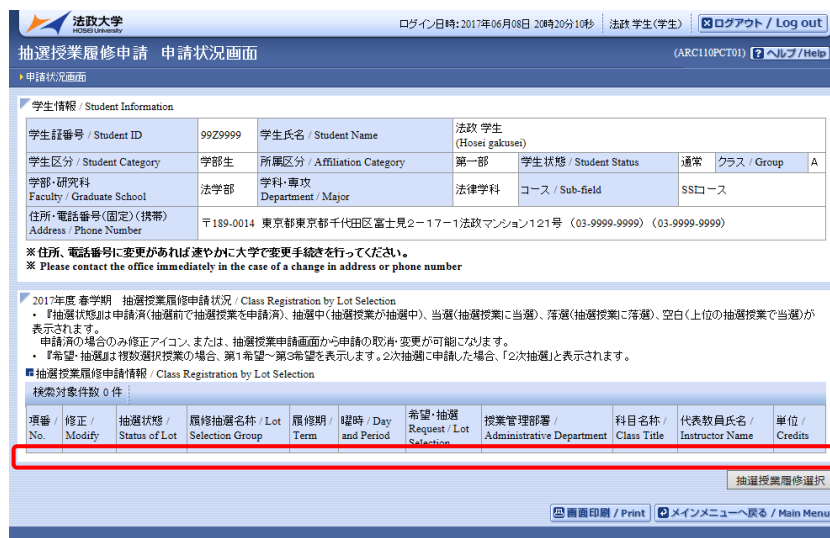 法政大学
HOSEI University
ログイン日時：2017年06月08日 20時20分10秒 法政 学生(学生) ログアウト / Log out
抽選授業履修申請 申請状況画面 (ARC110PCT01) ヘルプ/Help
申請状況画面
学生情報 / Student Information
学生証番号 / Student ID 99Z9999 学生氏名 / Student Name 法政 学生
(Hosei gakusei)
学生区分 / Student Category 学部生 所属区分 / Affiliation Category 第一部 学生状態 / Student Status 通常 クラス / Group A
学部・研究科
Faculty / Graduate School 法学部 学科・専攻
Department / Major 法律学科 コース / Sub-field SSIコース
住所・電話番号(固定)(携帯)
Address / Phone Number 〒189-0014 東京都東京都千代田区富士見2－17－1法政マンション121号 (03-9999-9999) (03-9999-9999)
※住所、電話番号に変更があれば速やかに大学で変更手続きを行ってください。
※ Please contact the office immediately in the case of a change in address or phone number
2017年度 春学期 抽選授業履修申請状況 / Class Registration by Lot Selection
・『抽選状態』は申請済(抽選前で抽選授業を申請済)、抽選中(抽選授業が抽選中)、当選(抽選授業に当選)、落選(抽選授業に落選)、空白(上位の抽選授業で当選)が
表示されます。
申請済の場合のみ修正アイコン、または、抽選授業申請画面から申請の取消・変更が可能になります。
・『希望・抽選』は複数選択授業の場合、第1希望～第3希望を表示します。2次抽選に申請した場合、「2次抽選」と表示されます。
抽選授業履修申請情報 / Class Registration by Lot Selection
検索対象件数 0 件
項番 / No. 修正 / Modify 抽選状態 / Status of Lot 履修抽選名称 / Lot Selection Group 履修期 / Term 曜時 / Day and Period 希望・抽選 Request / Lot Selection 授業管理部署 / Administrative Department 科目名称 / Class Title 代表教員氏名 / Instructor Name 単位 / Credits
抽選授業履修選択
画面印刷 / Print メインメニューへ戻る / Main Menu